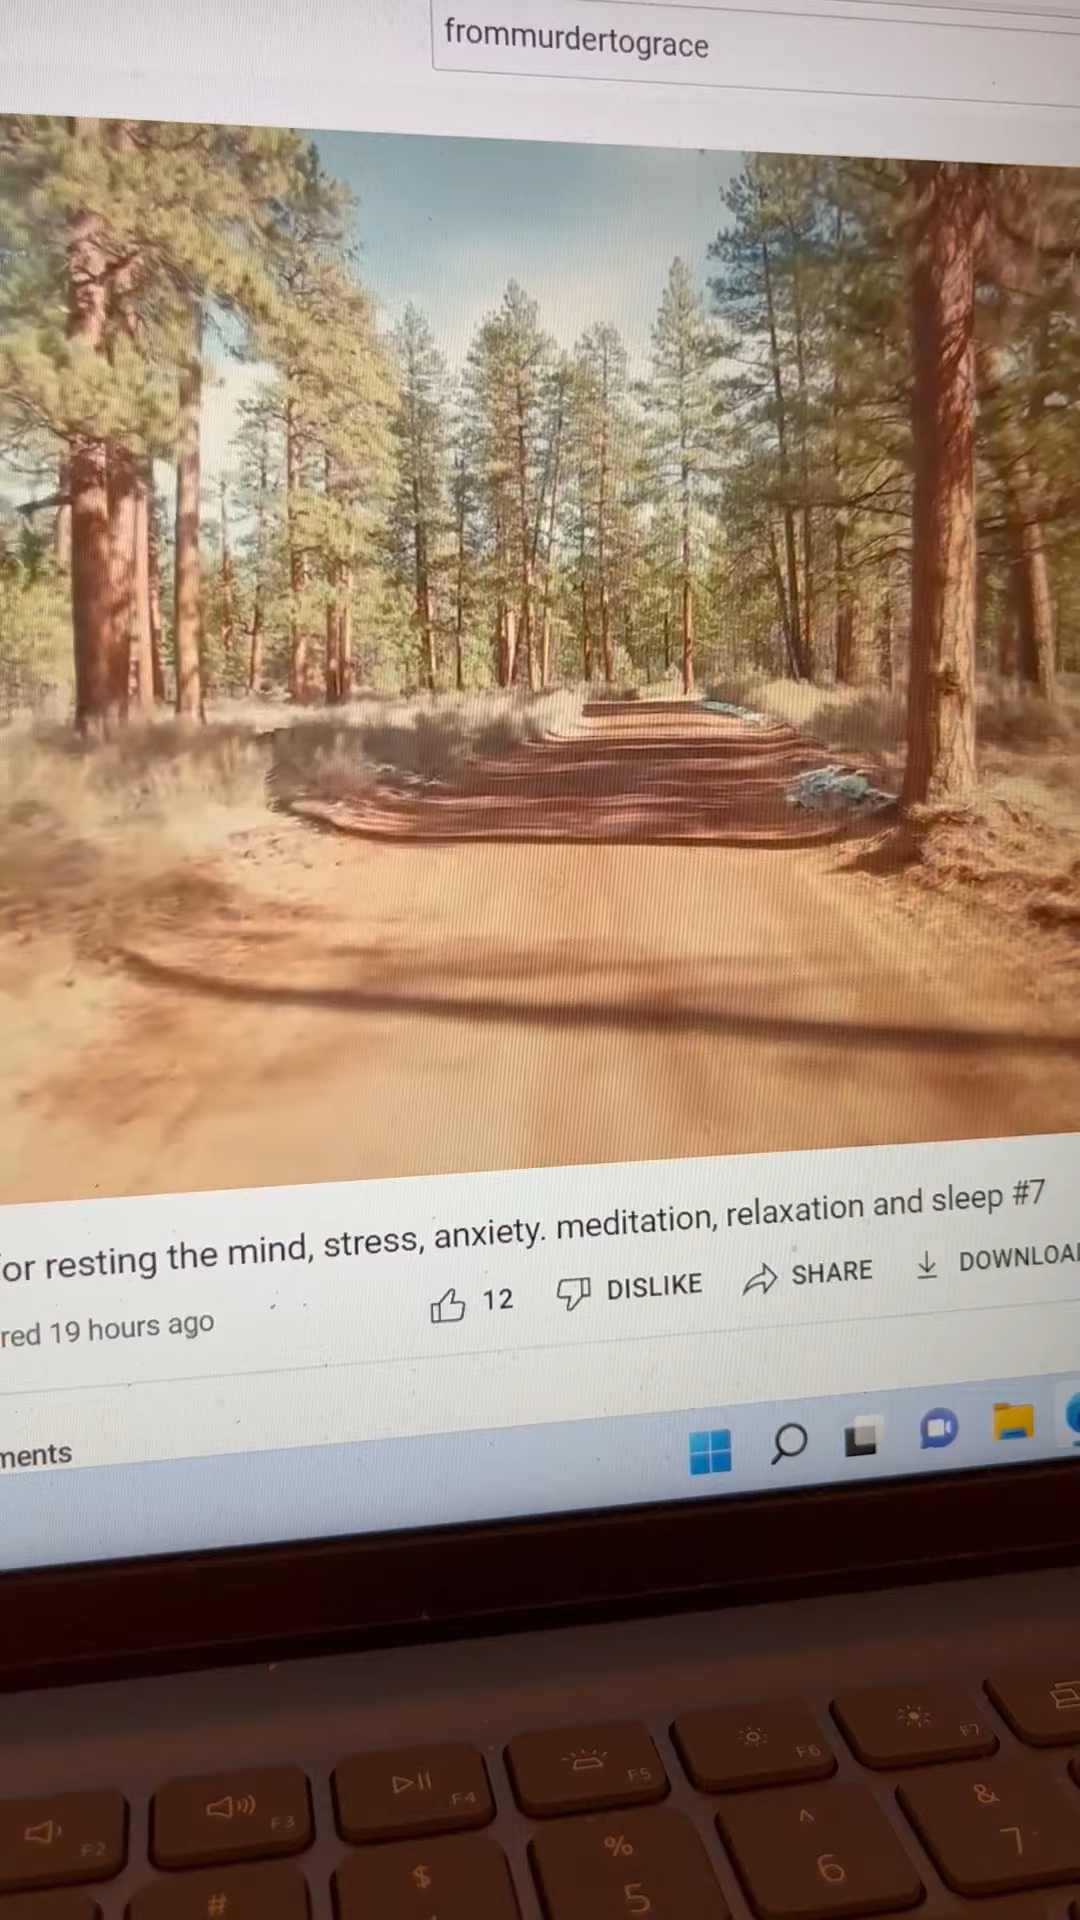 frommurdertograce
or resting the mind, stress, anxiety. meditation, relaxation and sleep #7
12 DISLIKE SHARE DOWNLOA
red 19 hours ago
ments
F2 F3 F4 F5 F6 F7
# $ % ^ &
5 6 7